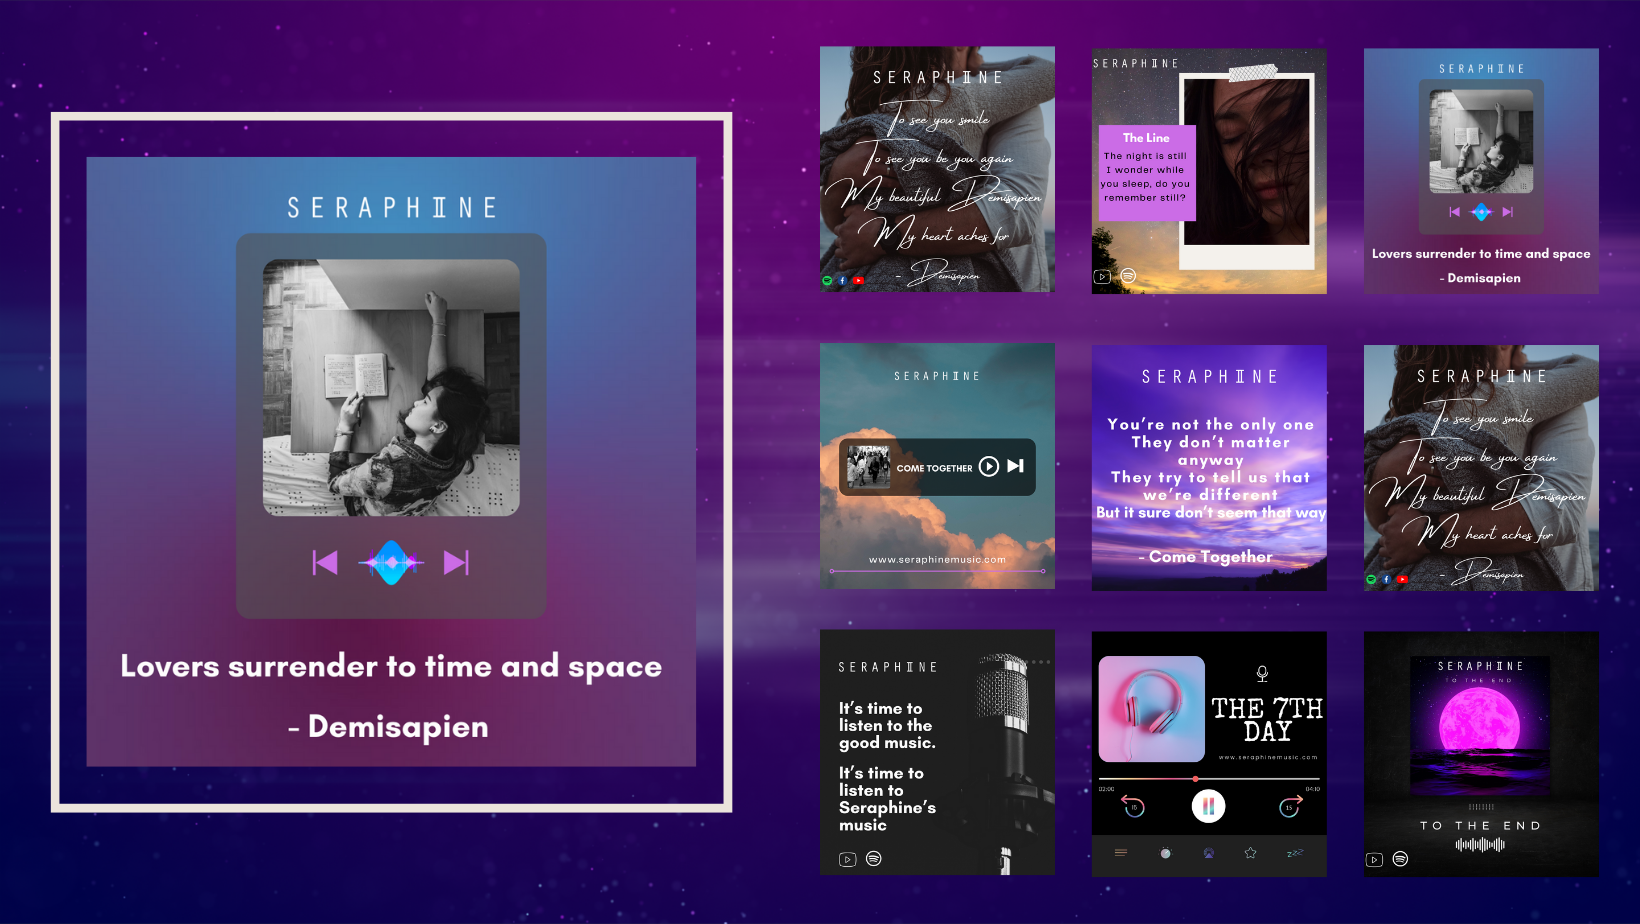 SERAPHINE
Lovers surrender to time and space
- Demisapien
SERAPHINE
To see you smile
To see you be you again
My beautiful Demisapien
My heart aches for
- Demisapien
SERAPHINE
The Line
The night is still
I wonder while
you sleep, do you
remember still?
SERAPHINE
Lovers surrender to time and space
- Demisapien
SERAPHINE
COME TOGETHER
www.seraphinemusic.com
SERAPHINE
You're not the only one
They don't matter
anyway
They try to tell us that
we're different
But it sure don't seem that way
- Come Together
SERAPHINE
To see you smile
To see you be you again
My beautiful Demisapien
My heart aches for
- Demisapien
SERAPHINE
It's time to
listen to the
good music.
It's time to
listen to
Seraphine's
music
THE 7TH
DAY
www.seraphinemusic.com
03:00
04:10
15
15
zzz
SERAPHINE
TO THE END
TO THE END